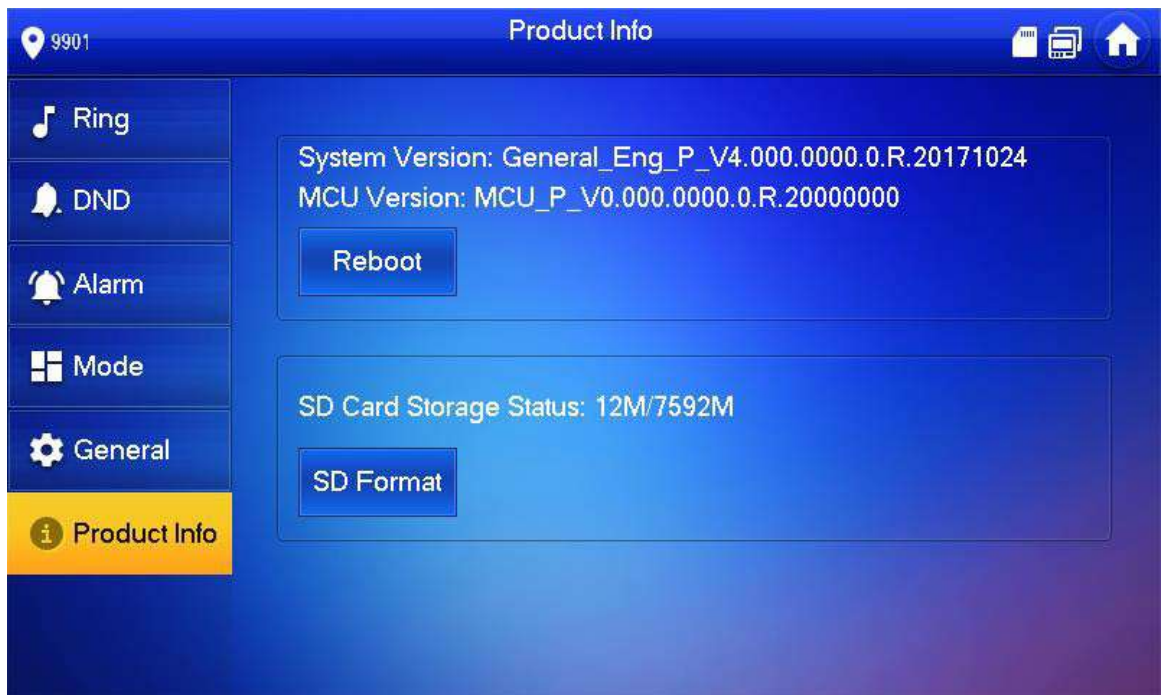 9901
Product Info
Ring
DND
Alarm
Mode
General
Product Info
System Version: General_Eng_P_V4.000.0000.0.R.20171024
MCU Version: MCU_P_V0.000.0000.0.R.20000000
Reboot
SD Card Storage Status: 12M/7592M
SD Format